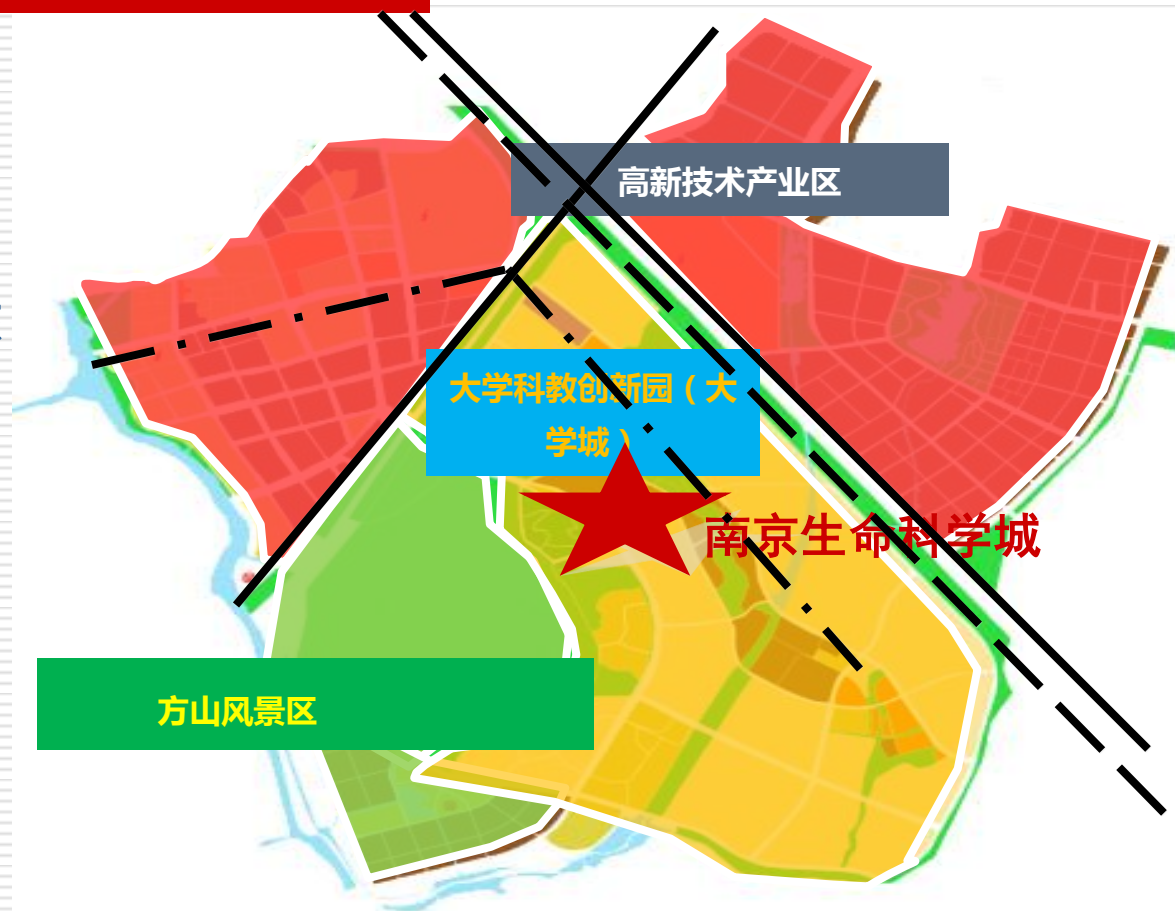 高新技术产业区
大学科教创新园（大
学城）
南京生命科学城
方山风景区